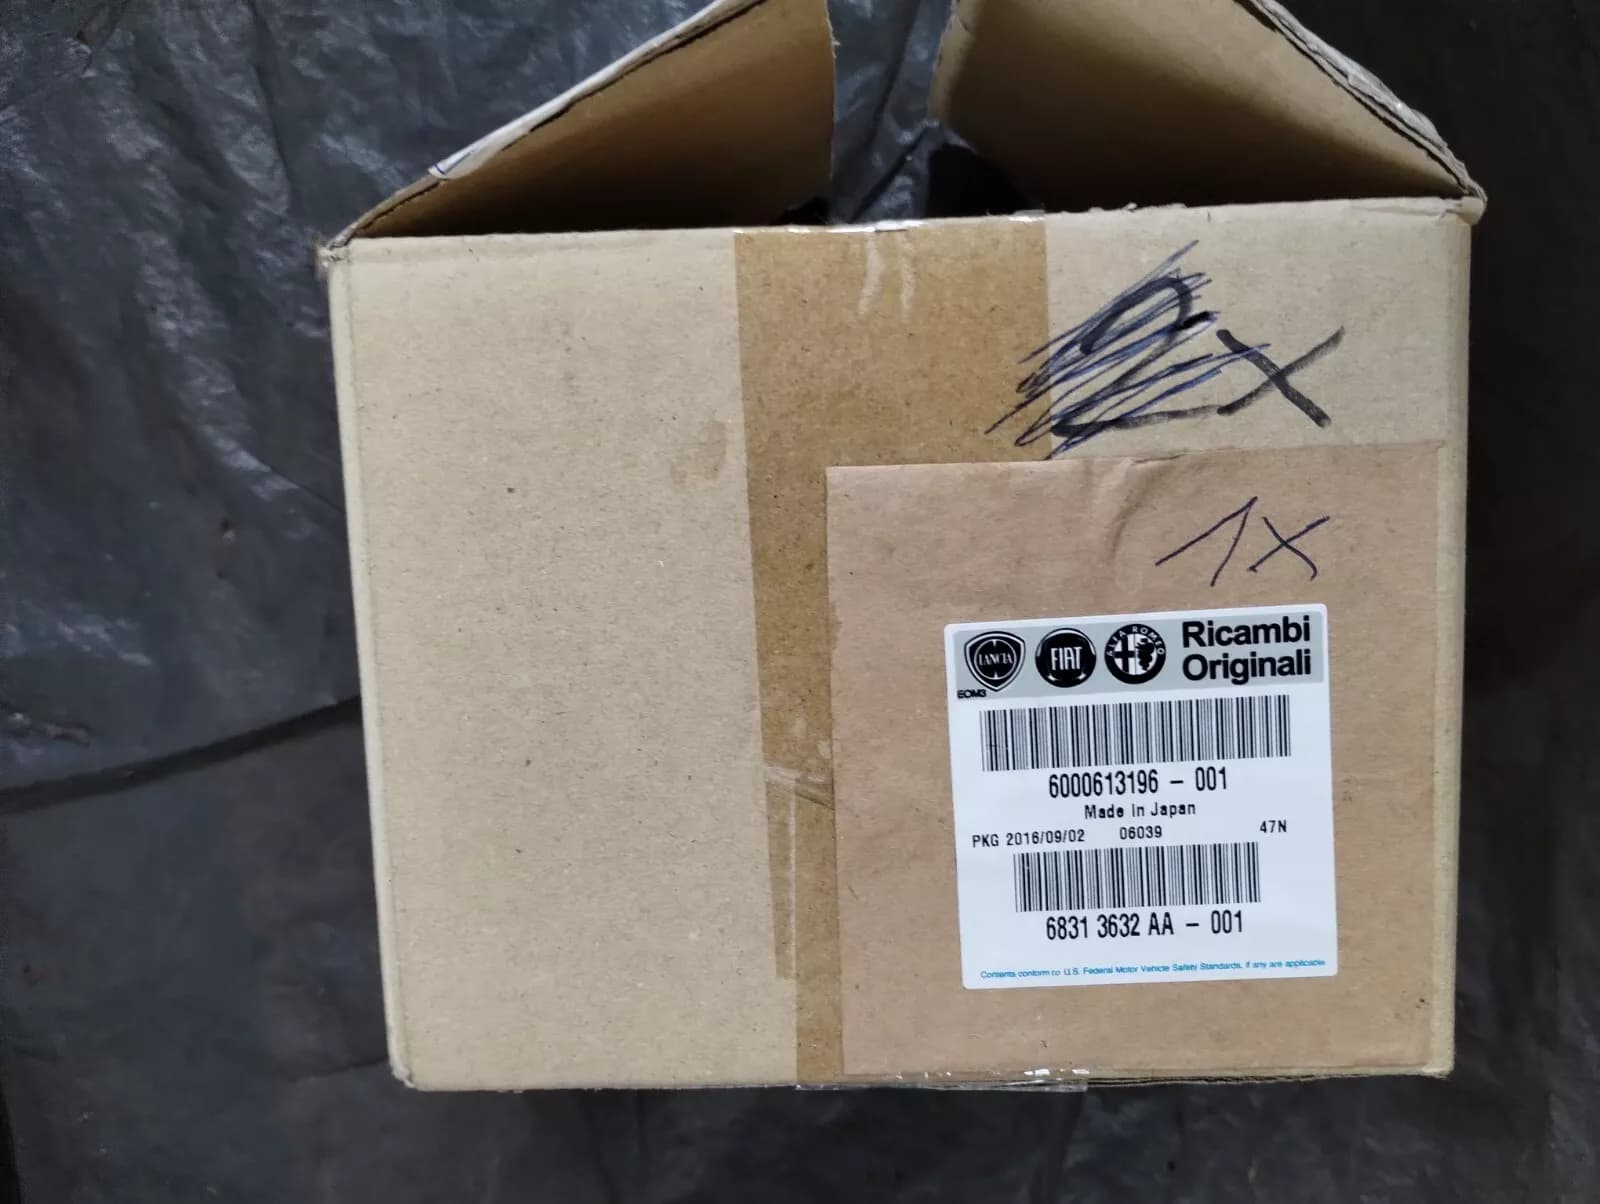 2x
1x
LANCIA FIAT ALFA ROMEO Ricambi
Originali
EOM3
6000613196 - 001
Made In Japan
PKG 2016/09/02 06039 47N
6831 3632 AA - 001
Contents conform to U.S. Federal Motor Vehicle Safety Standards, if any are applicable.